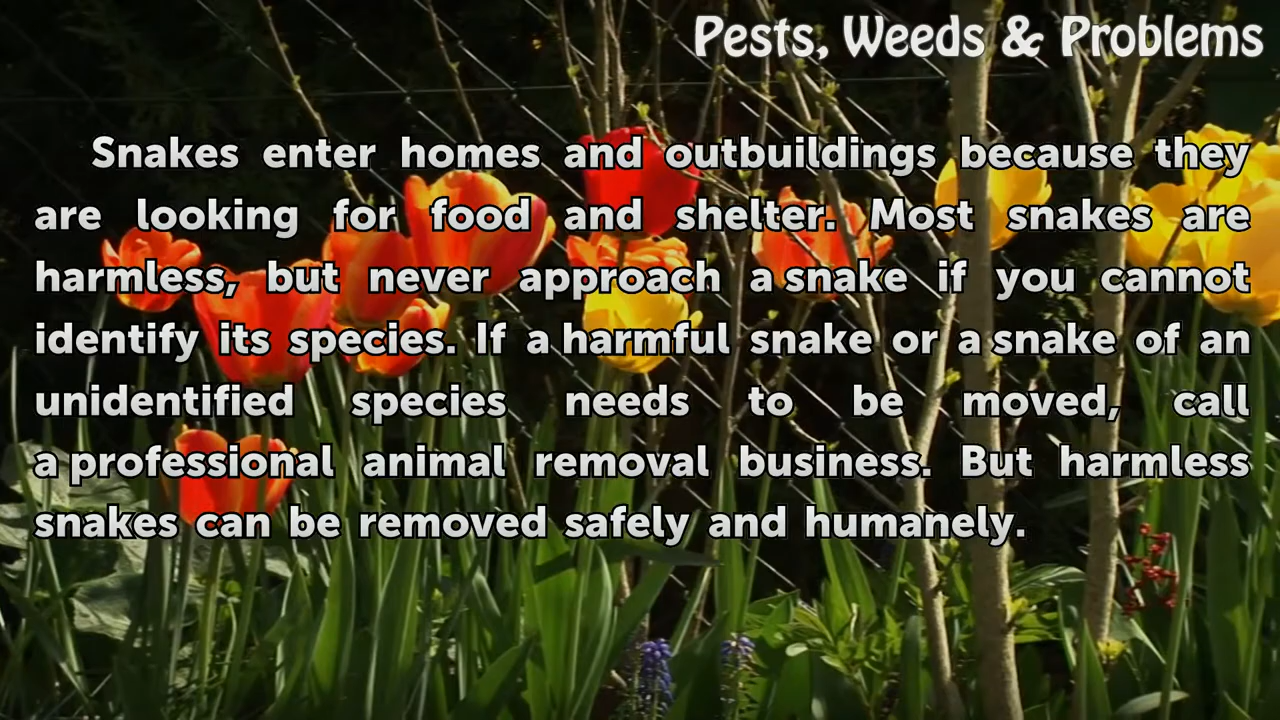 Pests, Weeds & Problems
Snakes enter homes and outbuildings because they
are looking for food and shelter. Most snakes are
harmless, but never approach a snake if you cannot
identify its species. If a harmful snake or a snake of an
unidentified species needs to be moved, call
a professional animal removal business. But harmless
snakes can be removed safely and humanely.